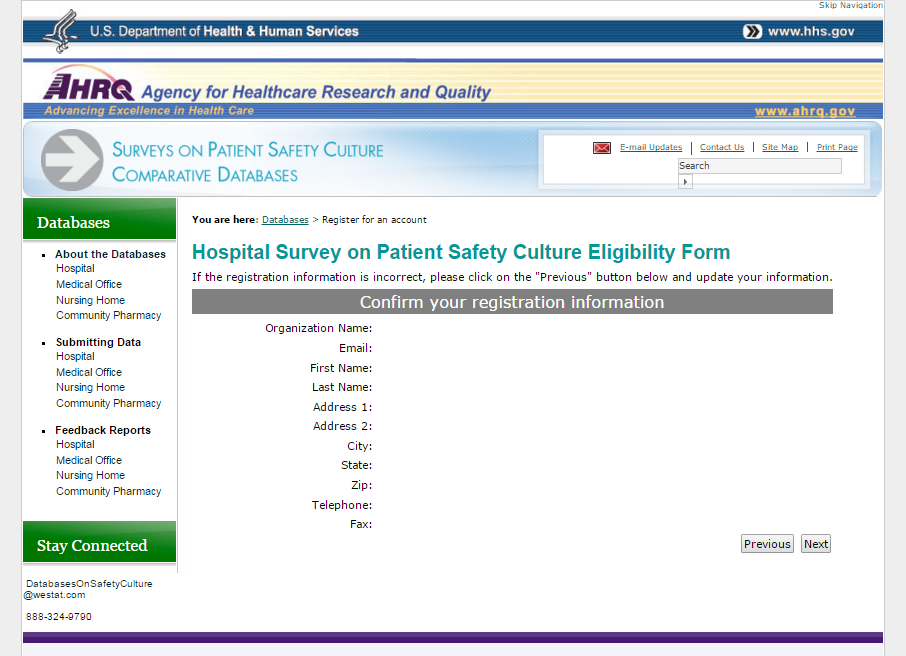 Skip Navigation
U.S. Department of Health & Human Services
www.hhs.gov
AHRQ Agency for Healthcare Research and Quality
Advancing Excellence in Health Care
www.ahrq.gov
SURVEYS ON PATIENT SAFETY CULTURE
COMPARATIVE DATABASES
E-mail Updates | Contact Us | Site Map | Print Page
Search
Databases
About the Databases
Hospital
Medical Office
Nursing Home
Community Pharmacy
Submitting Data
Hospital
Medical Office
Nursing Home
Community Pharmacy
Feedback Reports
Hospital
Medical Office
Nursing Home
Community Pharmacy
Stay Connected
DatabasesOnSafetyCulture
@westat.com
888-324-9790
You are here: Databases > Register for an account
Hospital Survey on Patient Safety Culture Eligibility Form
If the registration information is incorrect, please click on the "Previous" button below and update your information.
Confirm your registration information
Organization Name:
Email:
First Name:
Last Name:
Address 1:
Address 2:
City:
State:
Zip:
Telephone:
Fax:
Previous Next